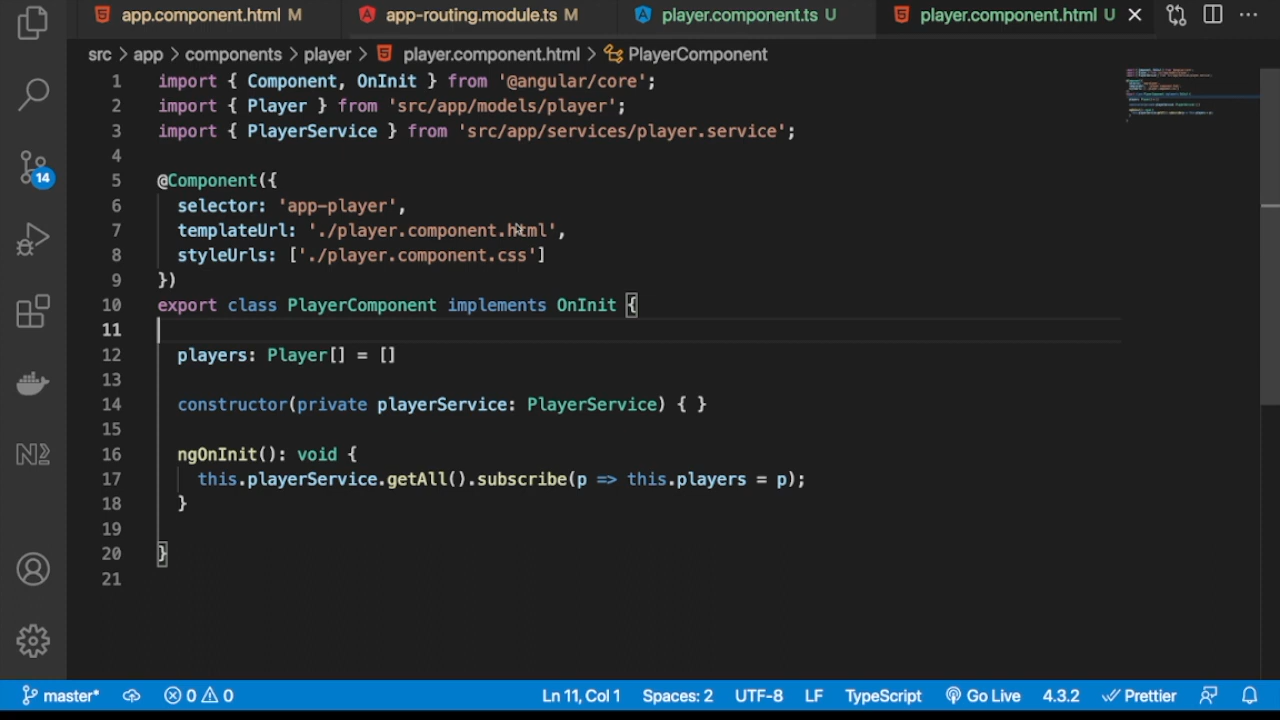 app.component.html M
app-routing.module.ts M
player.component.ts U
player.component.html U
src > app > components > player > player.component.html > PlayerComponent
1 import { Component, OnInit } from '@angular/core';
2 import { Player } from 'src/app/models/player';
3 import { PlayerService } from 'src/app/services/player.service';
4
5 @Component({
6 selector: 'app-player',
7 templateUrl: './player.component.html',
8 styleUrls: ['./player.component.css']
9 })
10 export class PlayerComponent implements OnInit {
11
12 players: Player[] = []
13
14 constructor(private playerService: PlayerService) { }
15
16 ngOnInit(): void {
17 this.playerService.getAll().subscribe(p => this.players = p);
18 }
19
20 }
21
14
master* 0 0 Ln 11, Col 1 Spaces: 2 UTF-8 LF TypeScript Go Live 4.3.2 Prettier